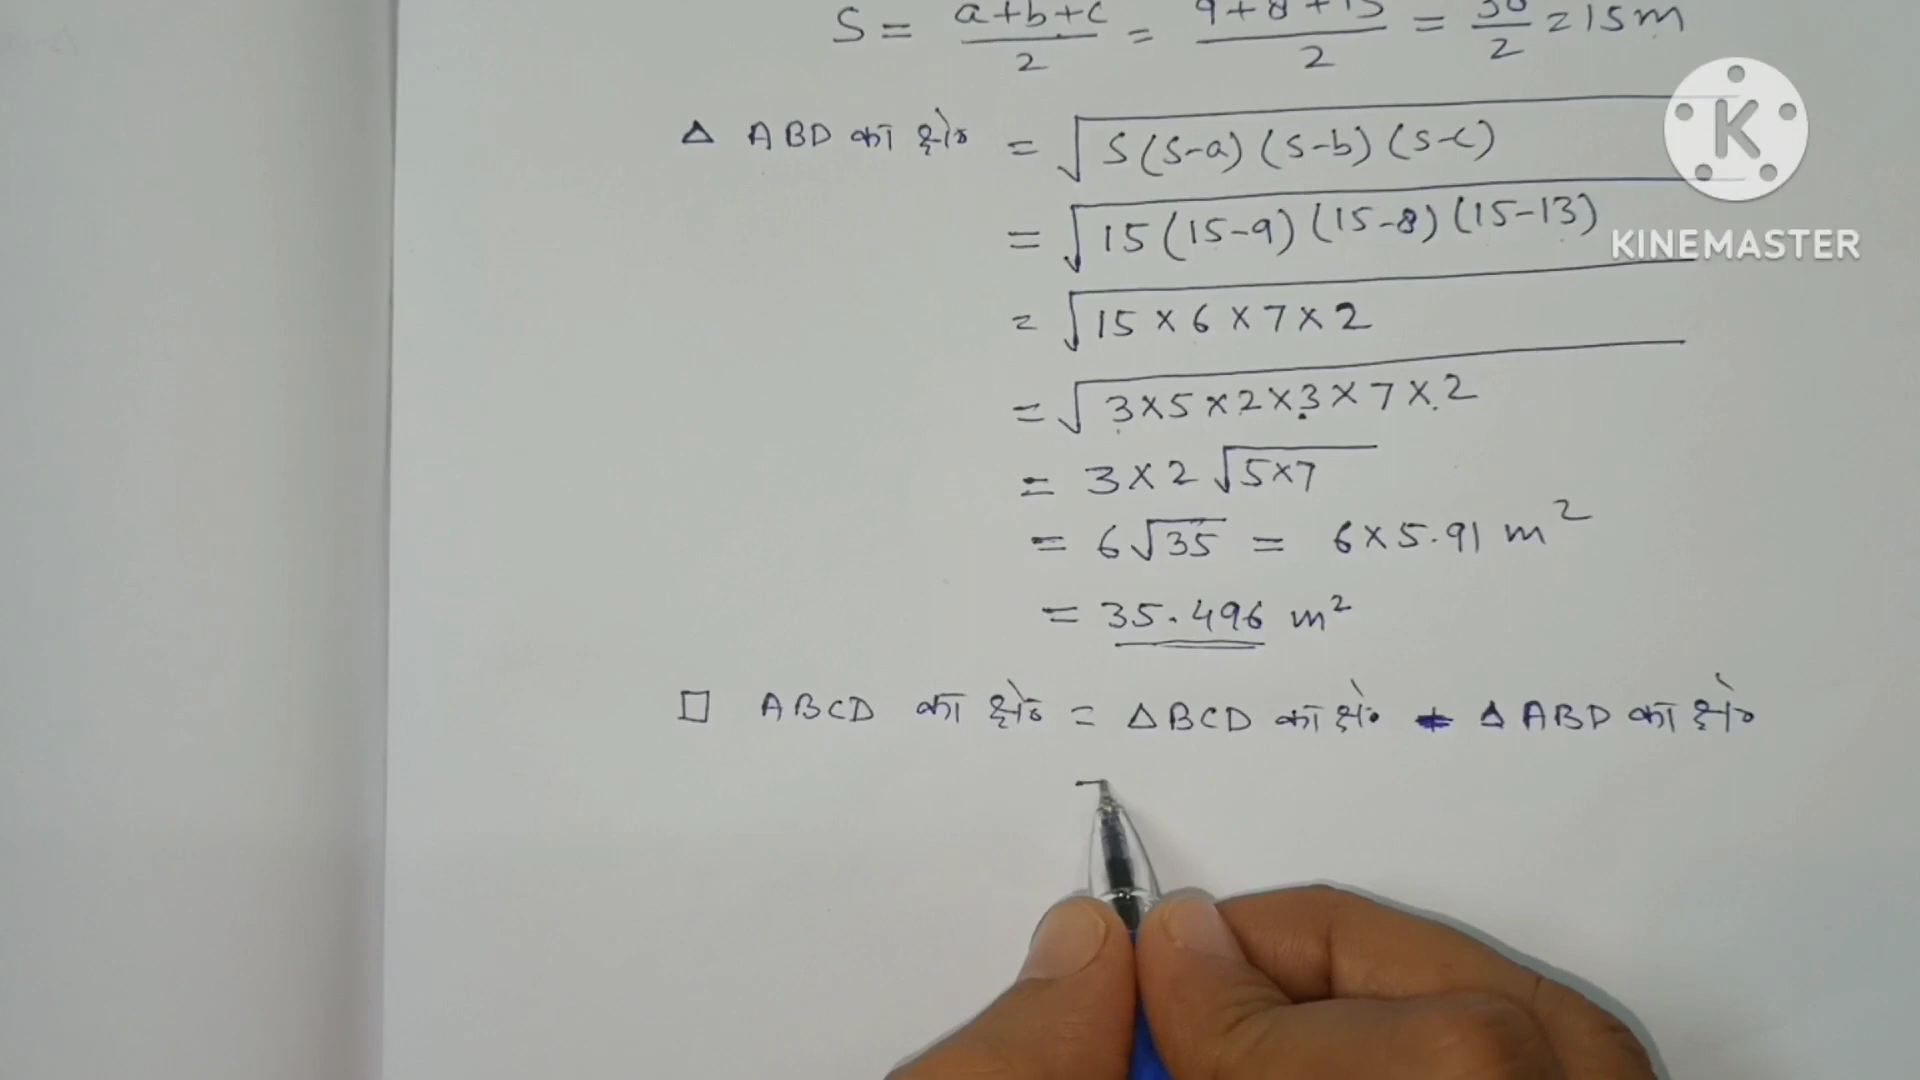 S = a+b+c/2 = 9+8+13/2 = 30/2 = 15m
△ ABD का क्षे० = √S(S-a)(S-b)(S-c)
= √15(15-9)(15-8)(15-13)
= √15×6×7×2
= √3×5×2×3×7×2
= 3×2√5×7
= 6√35 = 6×5.91 m²
= 35.496 m²
□ ABCD का क्षे० = △BCD का क्षे० + △ABD का क्षे०
K
KINEMASTER